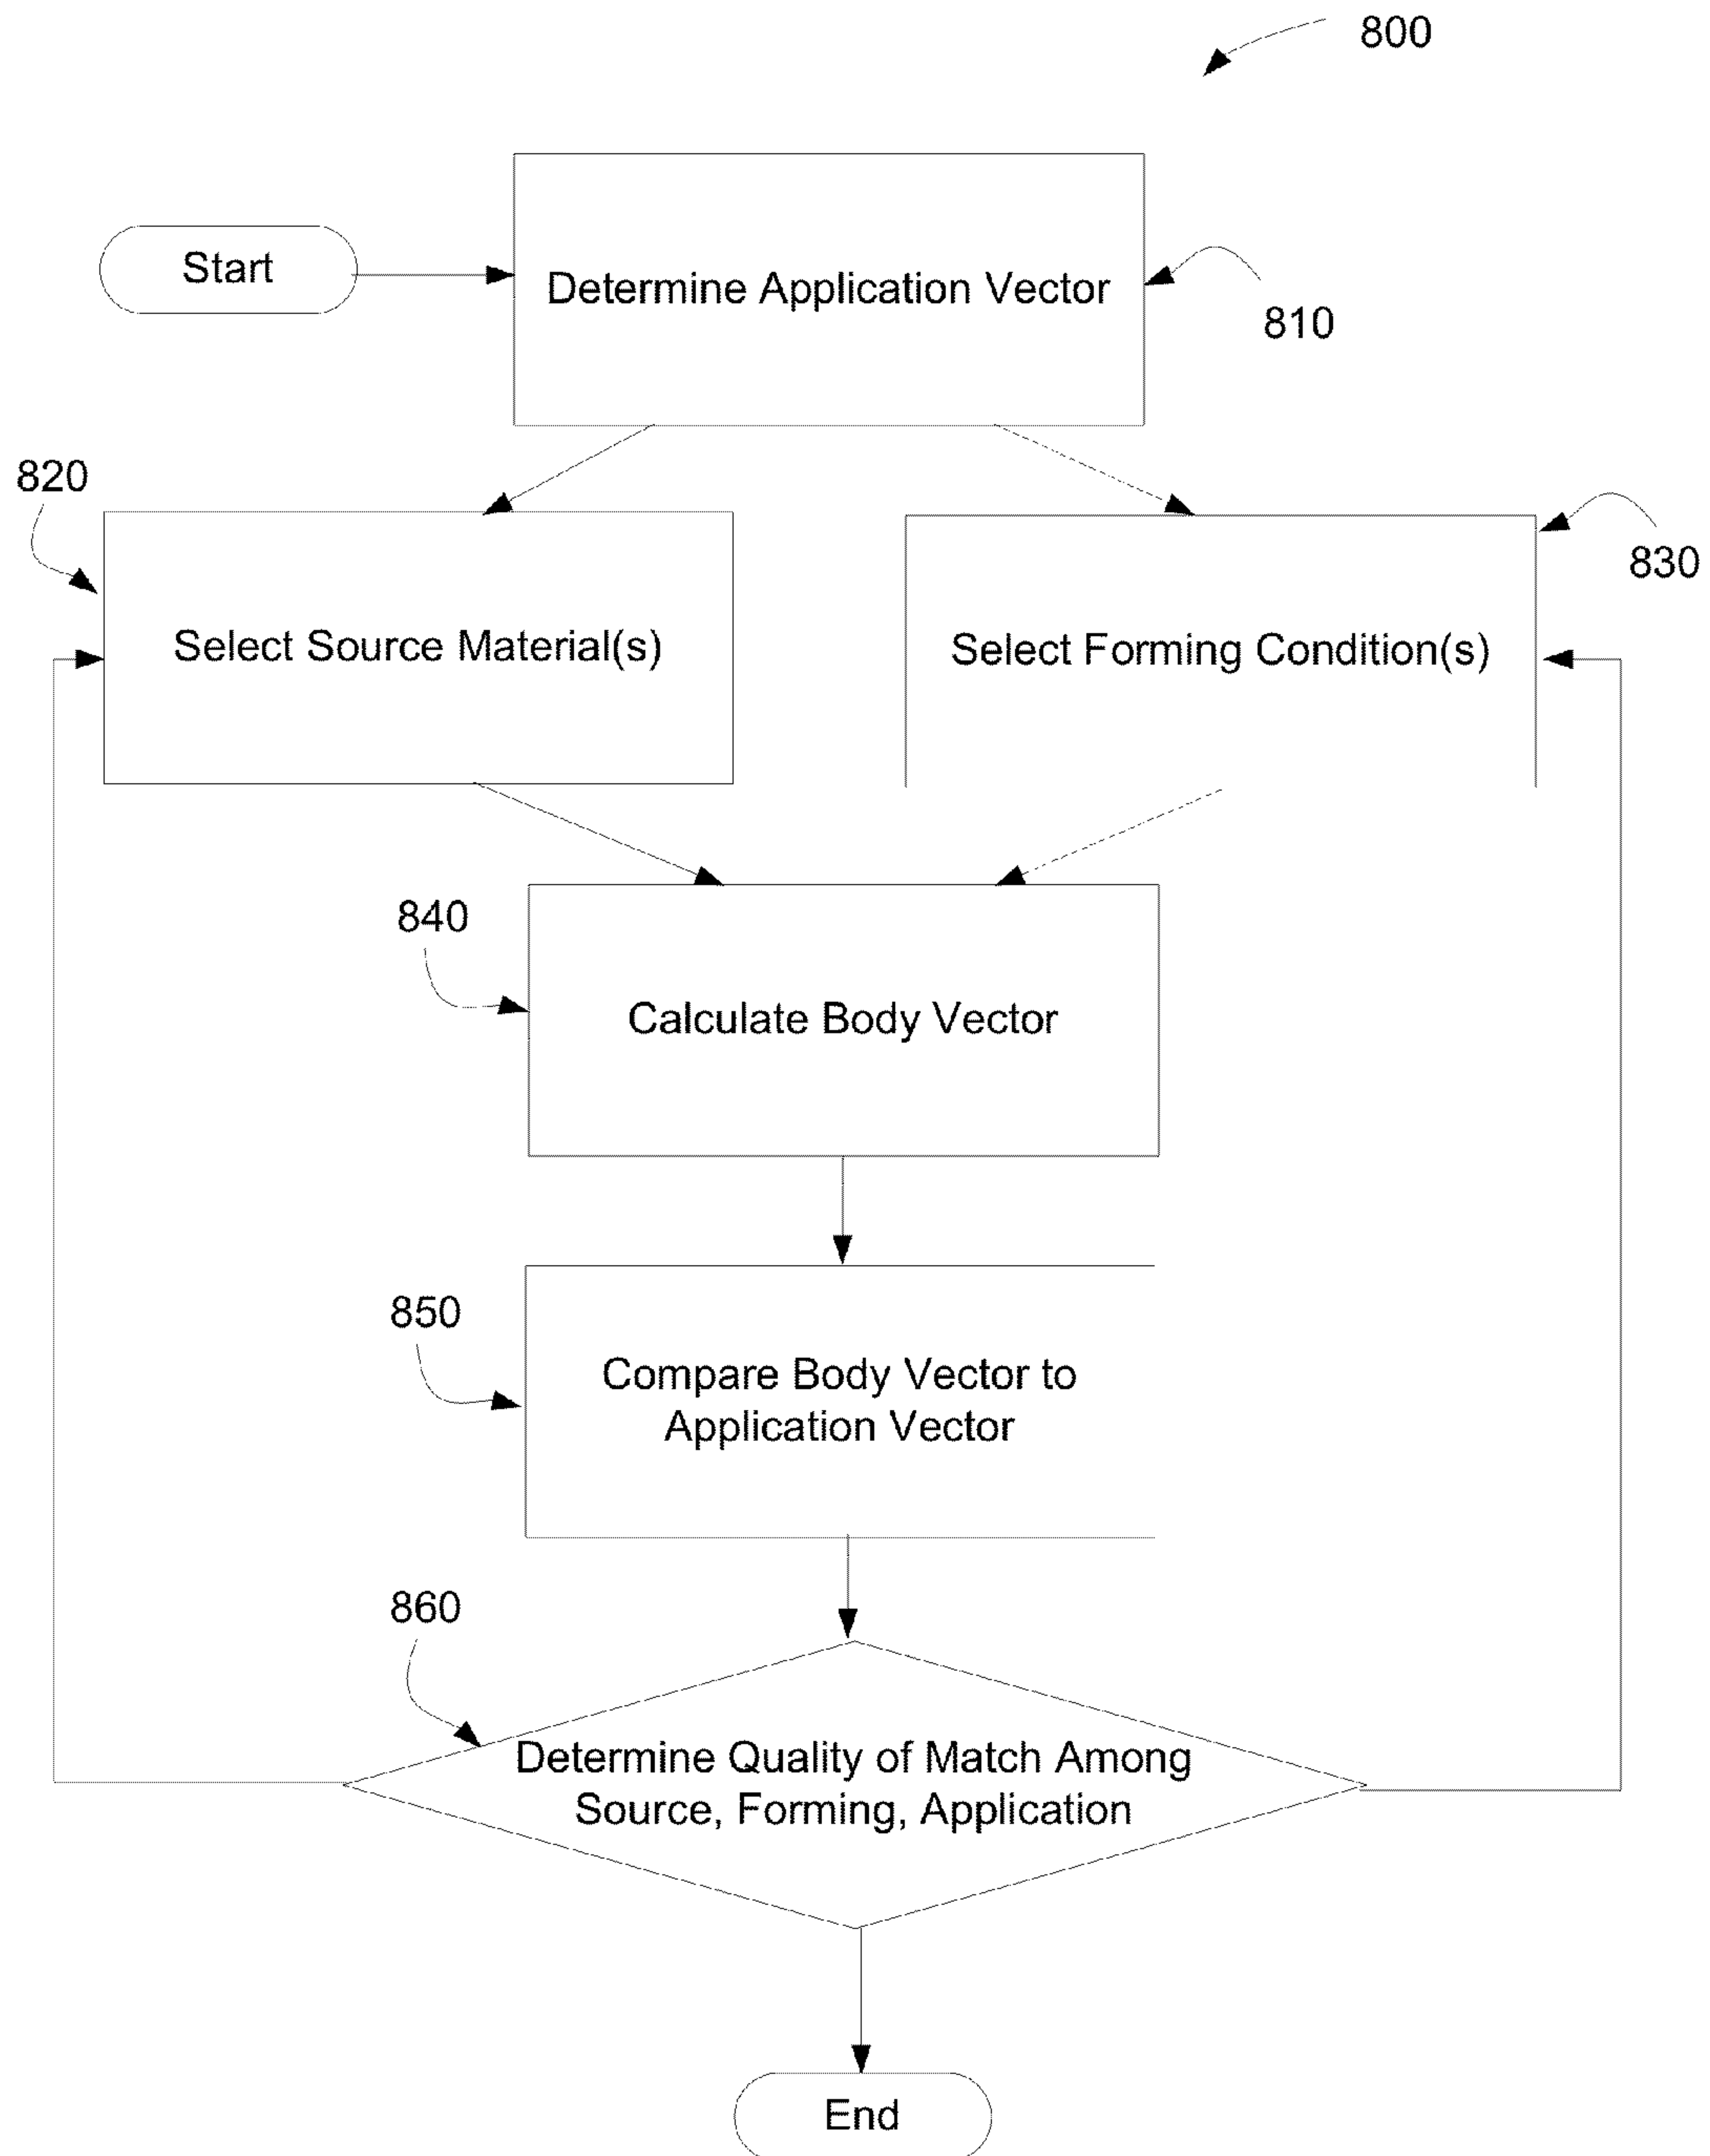 800
Start
Determine Application Vector
810
820
830
Select Source Material(s)
Select Forming Condition(s)
840
Calculate Body Vector
850
Compare Body Vector to
Application Vector
860
Determine Quality of Match Among
Source, Forming, Application
End